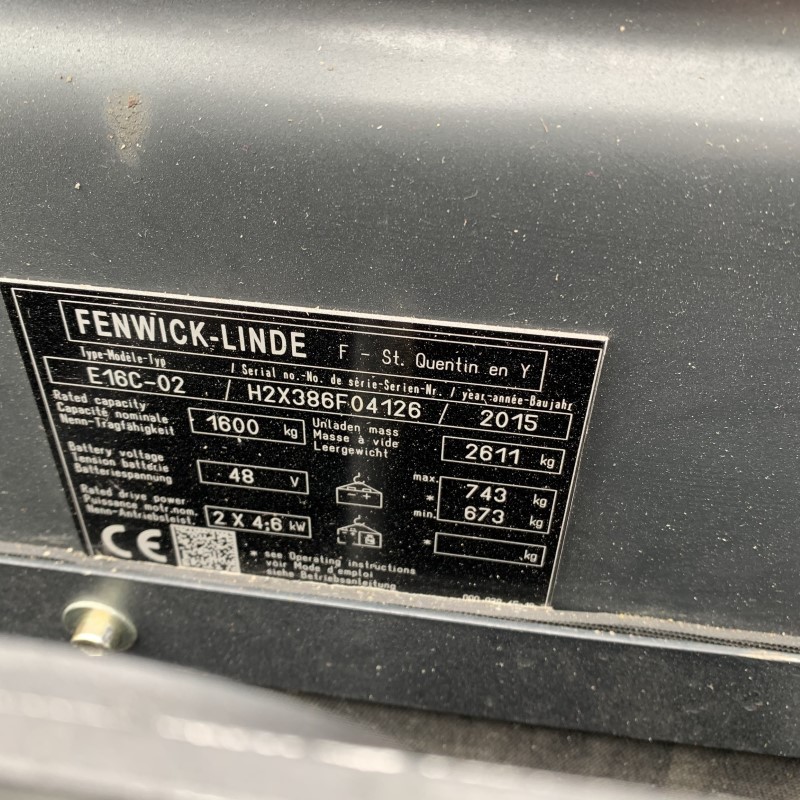 FENWICK-LINDE F - St. Quentin en Y
Type-Modèle-Typ / Serial no.-No. de série-Serien-Nr. / year-année-Baujahr
E16C-02 / H2X386F04126 / 2015
Rated capacity
Capacité nominale
Nenn-Tragfähigkeit
1600 kg
Unladen mass
Masse à vide
Leergewicht
2611 kg
Battery voltage
Tension batterie
Batteriespannung
48 V
- +
max. 743 kg
*
min. 673 kg
Rated drive power
Puissance motr.nom.
Nenn-Antriebsleist.
2 X 4,6 kW
* kg
CE
* see Operating instructions
voir Mode d'emploi
siehe Betriebsanleitung